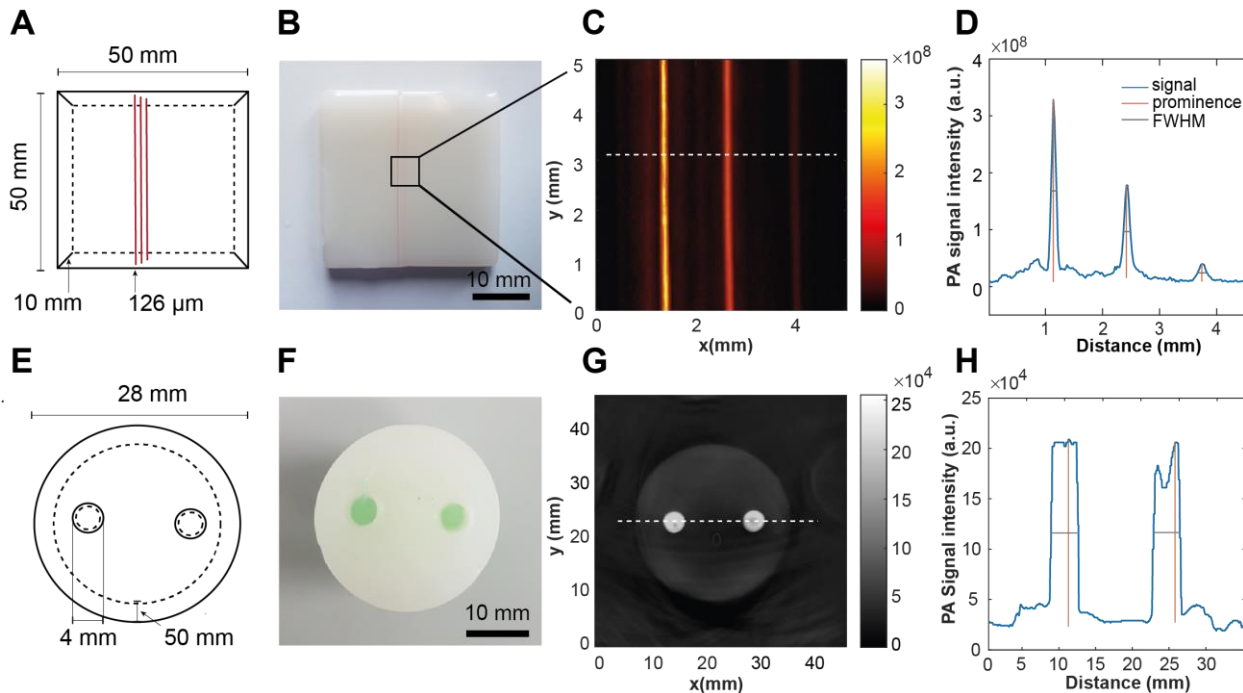 A
50 mm
50 mm
10 mm
126 µm
B
10 mm
C
5
4
3
2
1
0
y (mm)
0
2
4
x(mm)
×10⁸
3
2
1
0
D
×10⁸
4
3
2
1
0
PA signal intensity (a.u.)
signal
prominence
FWHM
1
2
3
4
Distance (mm)
E
28 mm
4 mm
50 mm
F
10 mm
G
40
30
20
10
0
y (mm)
0
10
20
30
40
x(mm)
×10⁴
25
20
15
10
5
0
H
×10⁴
20
15
10
5
0
PA Signal intensity (a.u.)
0
5
10
15
20
25
30
Distance (mm)